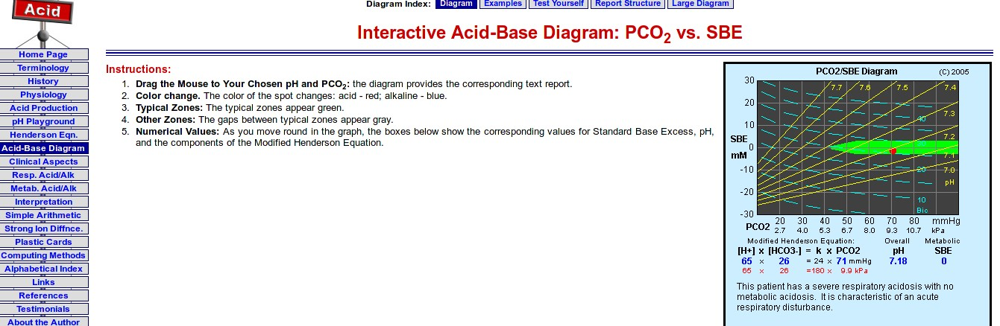 Acid
Diagram Index: Diagram Examples Test Yourself Report Structure Large Diagram
Interactive Acid-Base Diagram: PCO2 vs. SBE
Home Page
Terminology
History
Physiology
Acid Production
pH Playground
Henderson Eqn.
Acid-Base Diagram
Clinical Aspects
Resp. Acid/Alk
Metab. Acid/Alk
Interpretation
Simple Arithmetic
Strong Ion Diffnce.
Plastic Cards
Computing Methods
Alphabetical Index
Links
References
Testimonials
About the Author
Instructions:
1. Drag the Mouse to Your Chosen pH and PCO2: the diagram provides the corresponding text report.
2. Color change. The color of the spot changes: acid - red; alkaline - blue.
3. Typical Zones: The typical zones appear green.
4. Other Zones: The gaps between typical zones appear gray.
5. Numerical Values: As you move round in the graph, the boxes below show the corresponding values for Standard Base Excess, pH,
and the components of the Modified Henderson Equation.
PCO2/SBE Diagram (C) 2005
30
20
10
SBE
0
mM
-10
-20
-30
7.7 7.6 7.5 7.4
7.3
7.2
7.1
7.0
pH
40
20
10
Bic
20 30 40 50 60 70 80 mmHg
PCO2 2.7 4.0 5.3 6.7 8.0 9.3 10.7 kPa
Modified Henderson Equation: Overall Metabolic
[H+] x [HCO3-] = k x PCO2 pH SBE
65 x 26 = 24 x 71 mmHg 7.18 0
65 x 26 =180 x 9.9 kPa
This patient has a severe respiratory acidosis with no
metabolic acidosis. It is characteristic of an acute
respiratory disturbance.